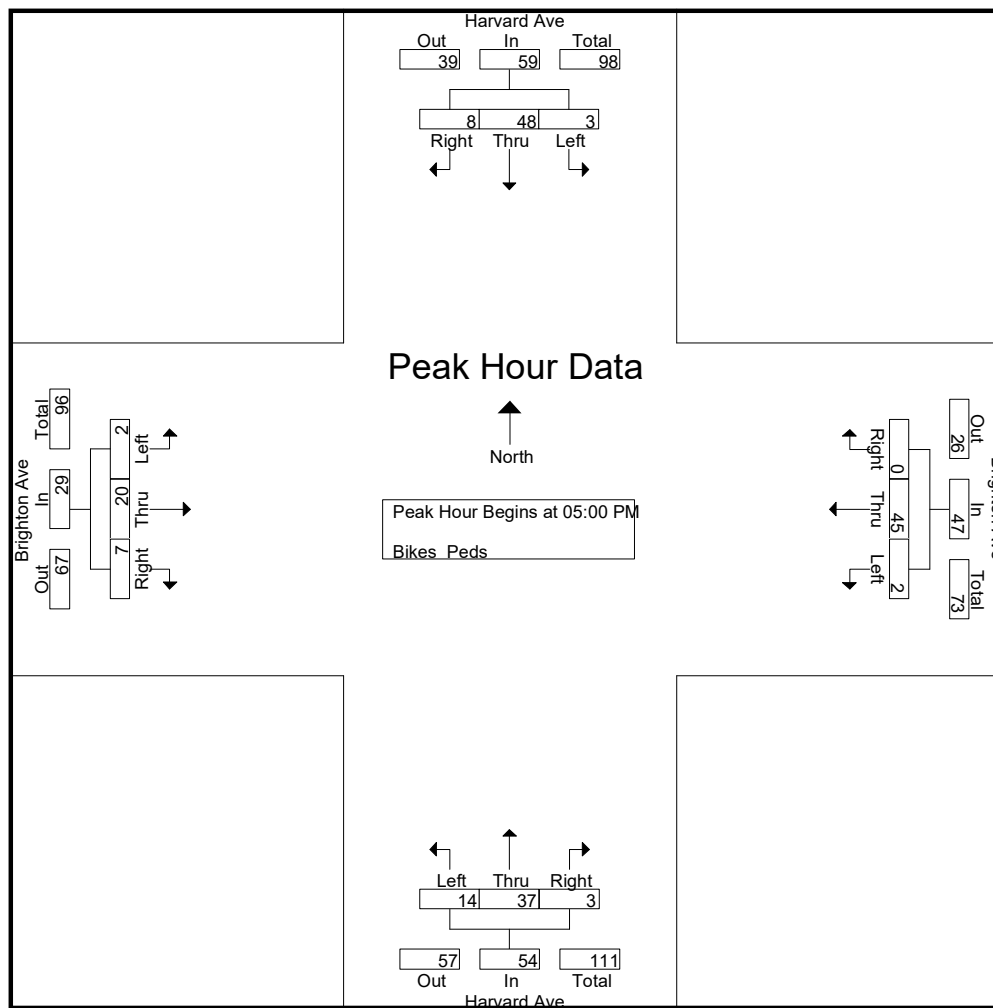 Harvard Ave
Out In Total
39 59 98
8 48 3
Right Thru Left
Peak Hour Data
North
Peak Hour Begins at 05:00 PM
Bikes Peds
Brighton Ave
Out In Total
67 29 96
7 20 2
Right Thru Left
Out In Total
26 47 73
0 45 2
Right Thru Left
Left Thru Right
14 37 3
57 54 111
Out In Total
Harvard Ave